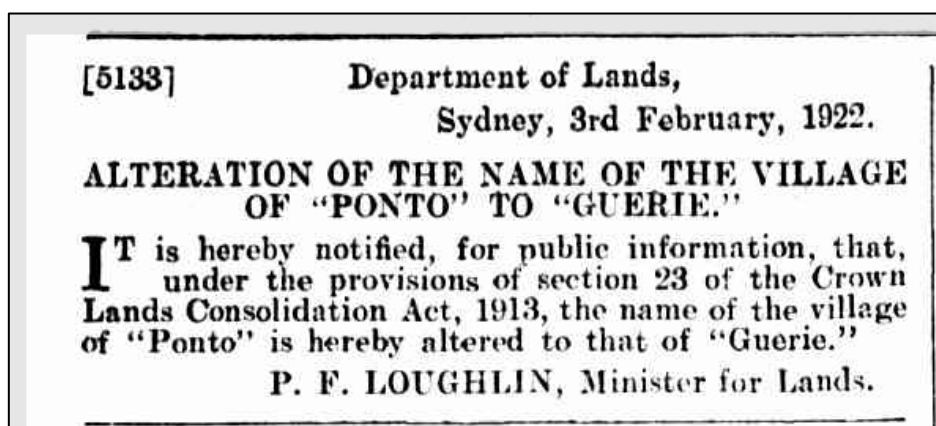 [5133] Department of Lands,
Sydney, 3rd February, 1922.
ALTERATION OF THE NAME OF THE VILLAGE
OF "PONTO" TO "GUERIE."
IT is hereby notified, for public information, that,
under the provisions of section 23 of the Crown
Lands Consolidation Act, 1913, the name of the village
of "Ponto" is hereby altered to that of "Guerie."
P. F. LOUGHLIN, Minister for Lands.